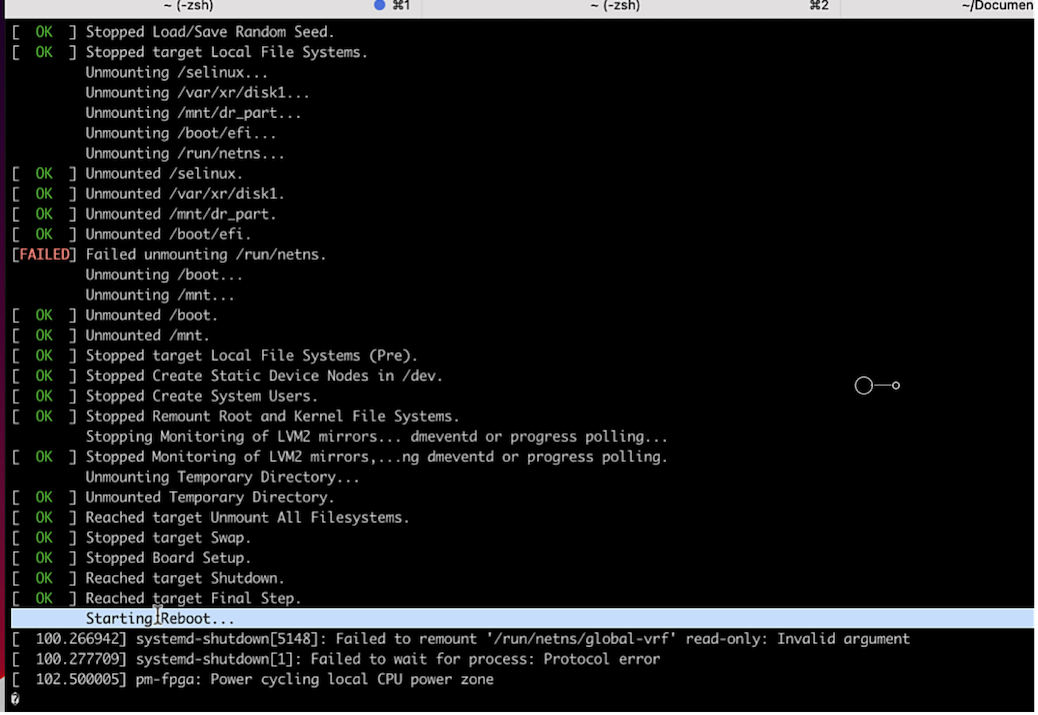 ~ (-zsh) ⌘1 ~ (-zsh) ⌘2 ~/Documen
[ OK ] Stopped Load/Save Random Seed.
[ OK ] Stopped target Local File Systems.
Unmounting /selinux...
Unmounting /var/xr/disk1...
Unmounting /mnt/dr_part...
Unmounting /boot/efi...
Unmounting /run/netns...
[ OK ] Unmounted /selinux.
[ OK ] Unmounted /var/xr/disk1.
[ OK ] Unmounted /mnt/dr_part.
[ OK ] Unmounted /boot/efi.
[FAILED] Failed unmounting /run/netns.
Unmounting /boot...
Unmounting /mnt...
[ OK ] Unmounted /boot.
[ OK ] Unmounted /mnt.
[ OK ] Stopped target Local File Systems (Pre).
[ OK ] Stopped Create Static Device Nodes in /dev.
[ OK ] Stopped Create System Users.
[ OK ] Stopped Remount Root and Kernel File Systems.
Stopping Monitoring of LVM2 mirrors... dmeventd or progress polling...
[ OK ] Stopped Monitoring of LVM2 mirrors,...ng dmeventd or progress polling.
Unmounting Temporary Directory...
[ OK ] Unmounted Temporary Directory.
[ OK ] Reached target Unmount All Filesystems.
[ OK ] Stopped target Swap.
[ OK ] Stopped Board Setup.
[ OK ] Reached target Shutdown.
[ OK ] Reached target Final Step.
Starting Reboot...
[ 100.266942] systemd-shutdown[5148]: Failed to remount '/run/netns/global-vrf' read-only: Invalid argument
[ 100.277709] systemd-shutdown[1]: Failed to wait for process: Protocol error
[ 102.500005] pm-fpga: Power cycling local CPU power zone